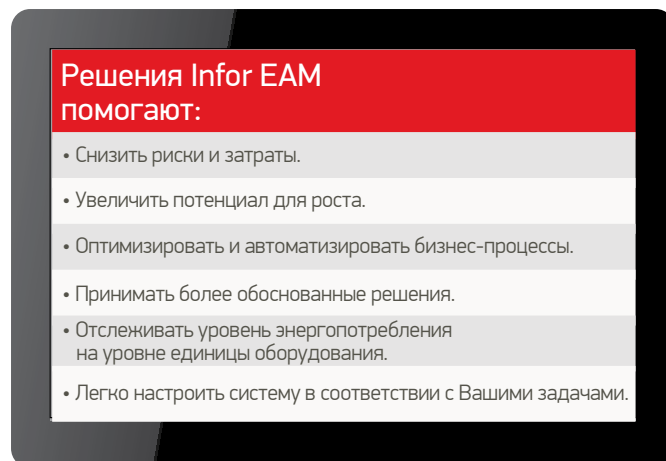 Решения Infor EAM
помогают:
• Снизить риски и затраты.
• Увеличить потенциал для роста.
• Оптимизировать и автоматизировать бизнес-процессы.
• Принимать более обоснованные решения.
• Отслеживать уровень энергопотребления
на уровне единицы оборудования.
• Легко настроить систему в соответствии с Вашими задачами.